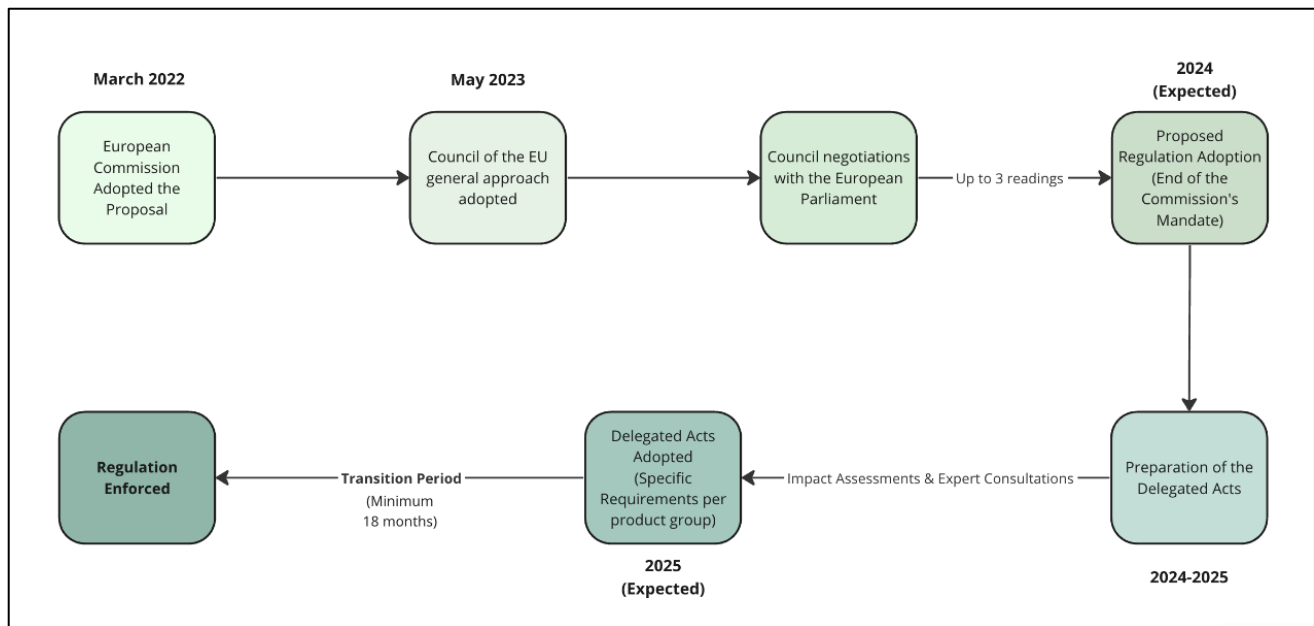 March 2022
European
Commission
Adopted the
Proposal
May 2023
Council of the EU
general approach
adopted
Council negotiations
with the European
Parliament
Up to 3 readings
2024
(Expected)
Proposed
Regulation Adoption
(End of the
Commission's
Mandate)
Preparation of the
Delegated Acts
2024-2025
Impact Assessments & Expert Consultations
Delegated Acts
Adopted
(Specific
Requirements per
product group)
2025
(Expected)
Transition Period
(Minimum
18 months)
Regulation
Enforced